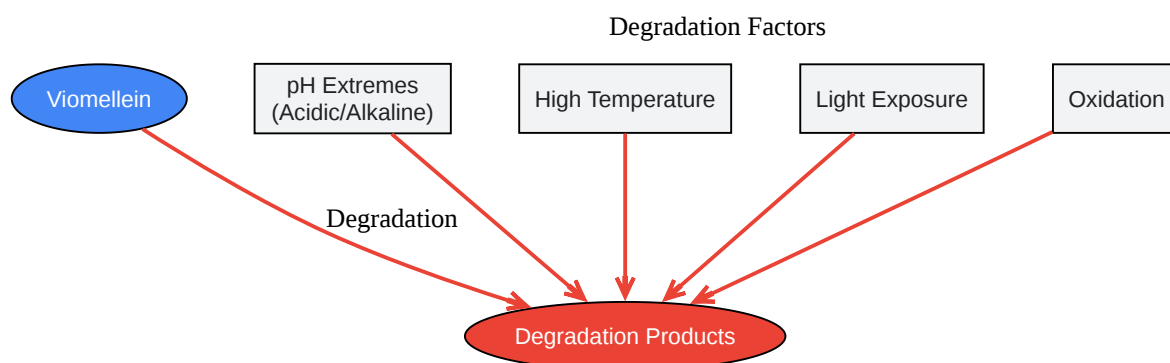 Degradation Factors
Viomellein
pH Extremes
(Acidic/Alkaline)
High Temperature
Light Exposure
Oxidation
Degradation
Degradation Products